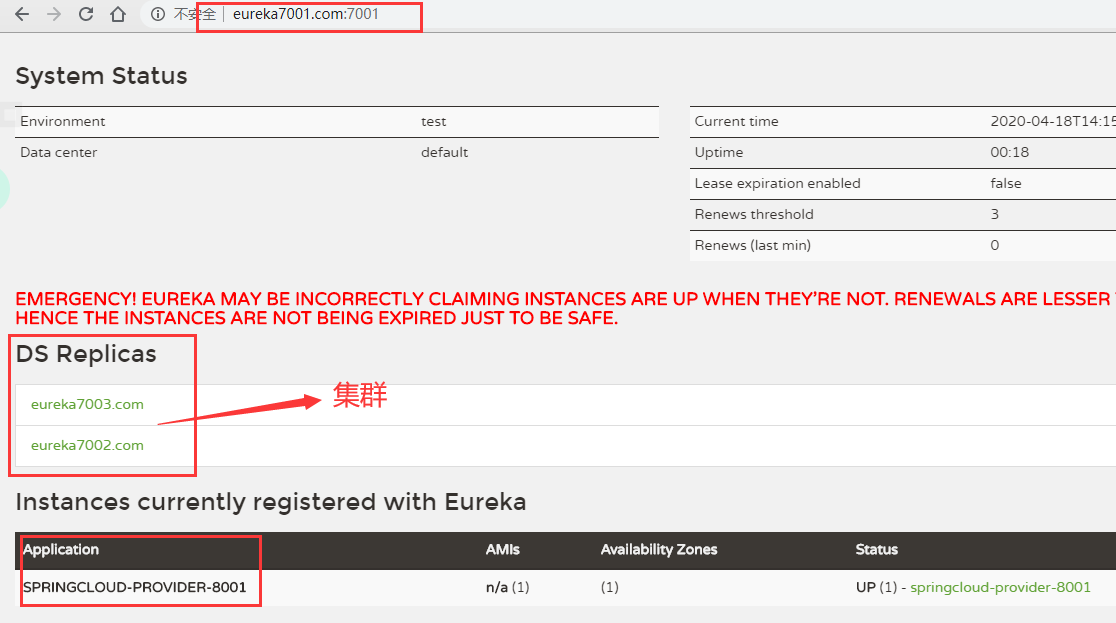 不安全 eureka7001.com:7001
System Status
Environment test
Data center default
Current time 2020-04-18T14:15
Uptime 00:18
Lease expiration enabled false
Renews threshold 3
Renews (last min) 0
EMERGENCY! EUREKA MAY BE INCORRECTLY CLAIMING INSTANCES ARE UP WHEN THEY'RE NOT. RENEWALS ARE LESSER
HENCE THE INSTANCES ARE NOT BEING EXPIRED JUST TO BE SAFE.
DS Replicas
eureka7003.com
集群
eureka7002.com
Instances currently registered with Eureka
Application AMIs Availability Zones Status
SPRINGCLOUD-PROVIDER-8001 n/a (1) (1) UP (1) - springcloud-provider-8001